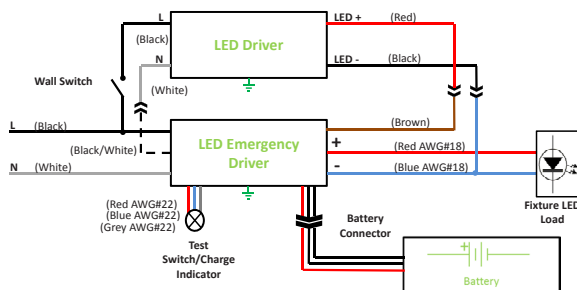 L
LED Driver
LED +
(Red)
(Black)
N
LED -
(Black)
Wall Switch
(White)
L
(Black)
LED Emergency
Driver
(Brown)
+
(Red AWG#18)
(Black/White)
N
(White)
-
(Blue AWG#18)
(Red AWG#22)
(Blue AWG#22)
(Grey AWG#22)
Test
Switch/Charge
Indicator
Battery
Connector
Fixture LED
Load
+
Battery